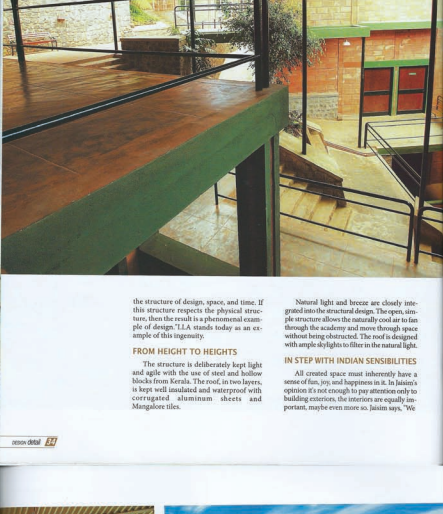 the structure of design, space, and time. If
this structure respects the physical struc-
ture, then the result is a phenomenal exam-
ple of design."LLA stands today as an ex-
ample of this ingenuity.
FROM HEIGHT TO HEIGHTS
The structure is deliberately kept light
and agile with the use of steel and hollow
blocks from Kerala. The roof, in two layers,
is kept well insulated and waterproof with
corrugated aluminum sheets and
Mangalore tiles.
Natural light and breeze are closely inte-
grated into the structural design. The open, sim-
ple structure allows the naturally cool air to fan
through the academy and move through space
without being obstructed. The roof is designed
with ample skylights to filter in the natural light.
IN STEP WITH INDIAN SENSIBILITIES
All created space must inherently have a
sense of fun, joy, and happiness in it. In Jaisim's
opinion it's not enough to pay attention only to
building exteriors, the interiors are equally im-
portant, maybe even more so. Jaisim says, "We
DESIGN detail 34